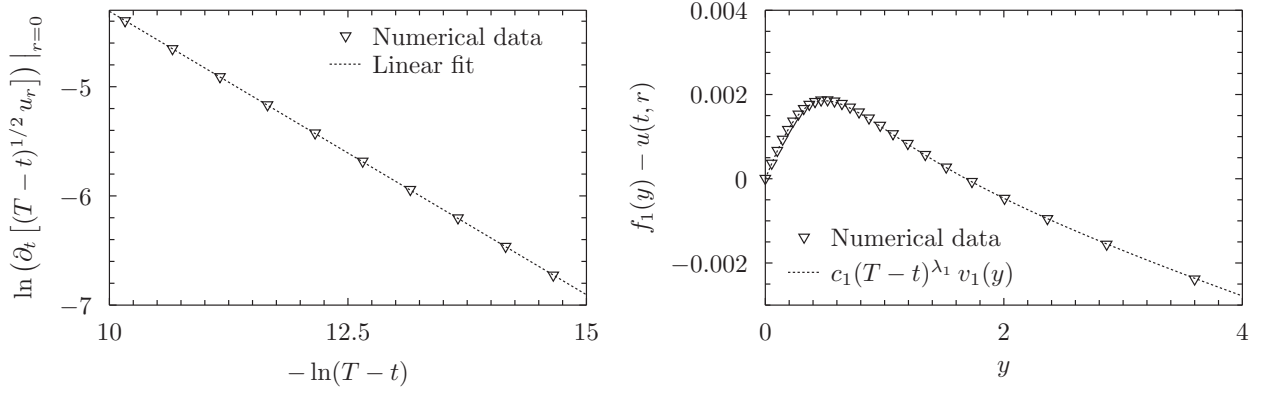 ln (∂_t [(T − t)^{1/2} u_r]) |_{r=0}
−5
−6
−7
10
12.5
15
− ln(T − t)
Numerical data
Linear fit
f_1(y) − u(t, r)
0.004
0.002
0
−0.002
0
2
4
y
Numerical data
c_1(T − t)^{λ_1} v_1(y)